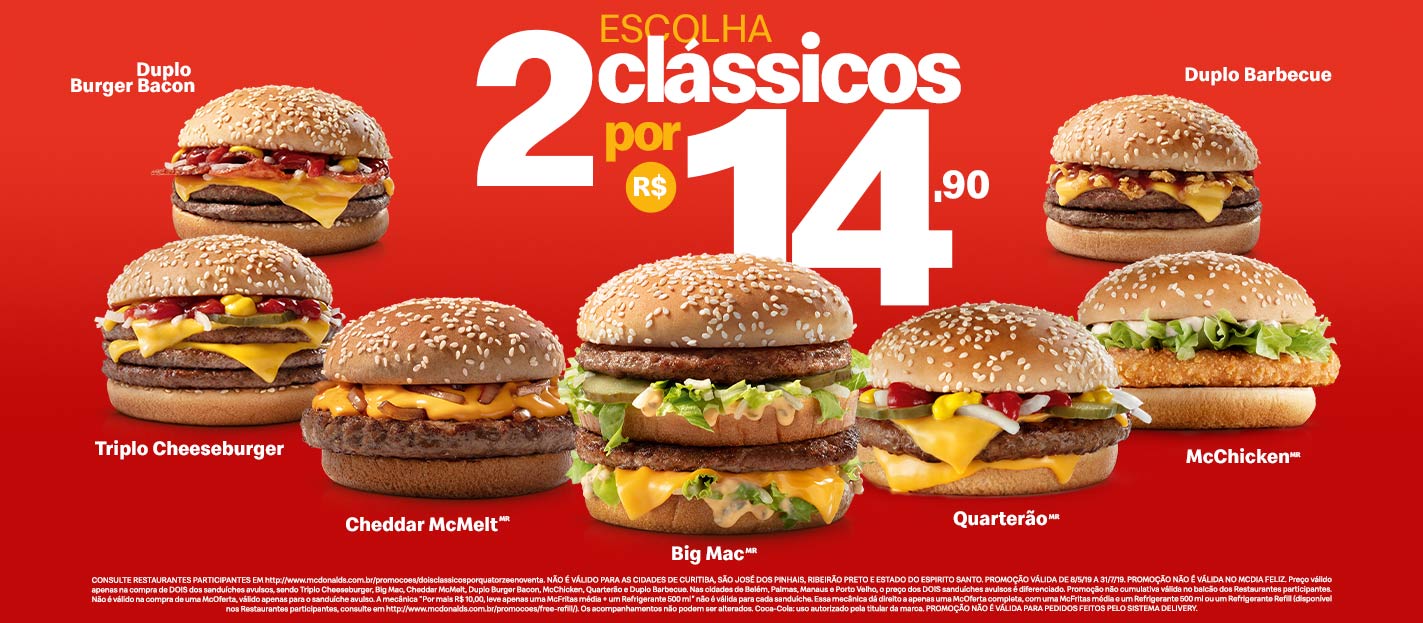 ESCOLHA
2 clássicos
por
R$ 14,90
Duplo
Burger Bacon
Duplo Barbecue
Triplo Cheeseburger
McChickenMR
Cheddar McMeltMR
QuarterãoMR
Big MacMR
CONSULTE RESTAURANTES PARTICIPANTES EM http://www.mcdonalds.com.br/promocoes/doisclassicosporquatorzeenoventa. NÃO É VÁLIDO PARA AS CIDADES DE CURITIBA, SÃO JOSÉ DOS PINHAIS, RIBEIRÃO PRETO E ESTADO DO ESPIRITO SANTO. PROMOÇÃO VÁLIDA DE 8/5/19 A 31/7/19. PROMOÇÃO NÃO É VÁLIDA NO MCDIA FELIZ. Preço válido
apenas na compra de DOIS dos sanduíches avulsos, sendo Triplo Cheeseburger, Big Mac, Cheddar McMelt, Duplo Burger Bacon, McChicken, Quarterão e Duplo Barbecue. Nas cidades de Belém, Palmas, Manaus e Porto Velho, o preço dos DOIS sanduíches avulsos é diferenciado. Promoção não cumulativa válida no balcão dos Restaurantes participantes.
Não é válida na compra de uma McOferta, válido apenas para o sanduíche avulso. A mecânica "Por mais R$ 10,00, leve apenas uma McFritas média + um Refrigerante 500 ml" não é válida para cada sanduíche. Essa mecânica dá direito a apenas uma McOferta completa, com uma McFritas média e um Refrigerante 500 ml ou um Refrigerante Refil (disponível
nos Restaurantes participantes, consulte em http://www.mcdonalds.com.br/promocoes/free-refill/). Os acompanhamentos não podem ser alterados. Coca-Cola: uso autorizado pela titular da marca. PROMOÇÃO NÃO É VÁLIDA PARA PEDIDOS FEITOS PELO SISTEMA DELIVERY.